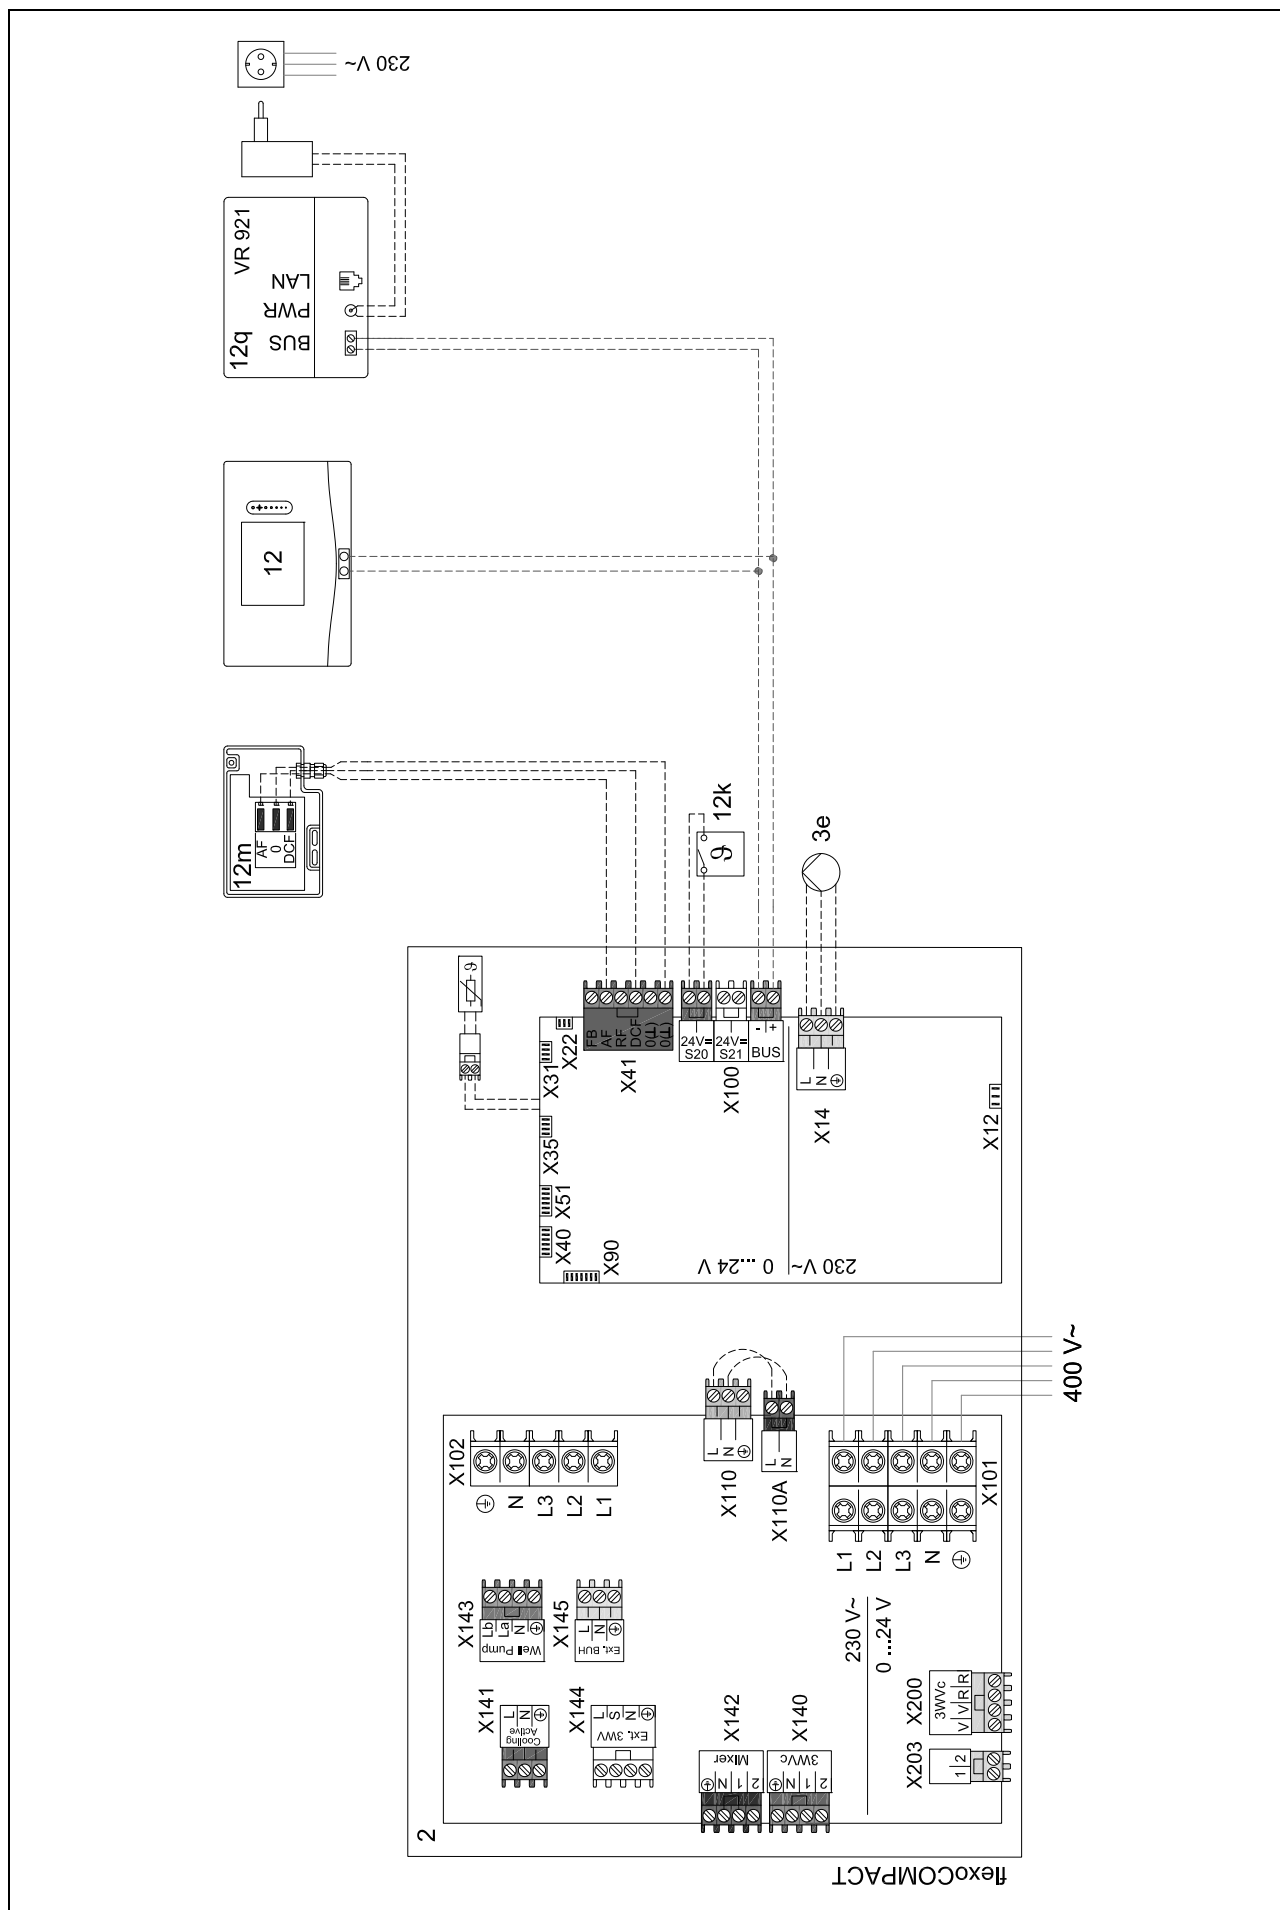 230 V~
VR 921
LAN
PWR
BUS
12q
12
12m
AF
0
DCF
12k
ϑ
3e
ϑ
X22
X31
X35
X51
X40
X90
FB
AF
RF
DCF
0(⊥)
0(⊥)
X41
24V=
S20
24V=
S21
X100
- +
BUS
L
N
X14
X12
0 ...24 V
230 V~
400 V~
X102
N
L3
L2
L1
L
N
X110
L
N
X110A
X101
L1
L2
L3
N
X143
Lb
La
N
Well Pump
X145
L
N
Ext. BUH
X141
L
N
Cooling
Active
X144
L
S
N
Ext. 3WV
X142
Mixer
N
1
2
X140
3WVc
N
1
2
230 V~
0 ...24 V
X200
3WVc
V V R R
X203
1 2
2
flexoCOMPACT